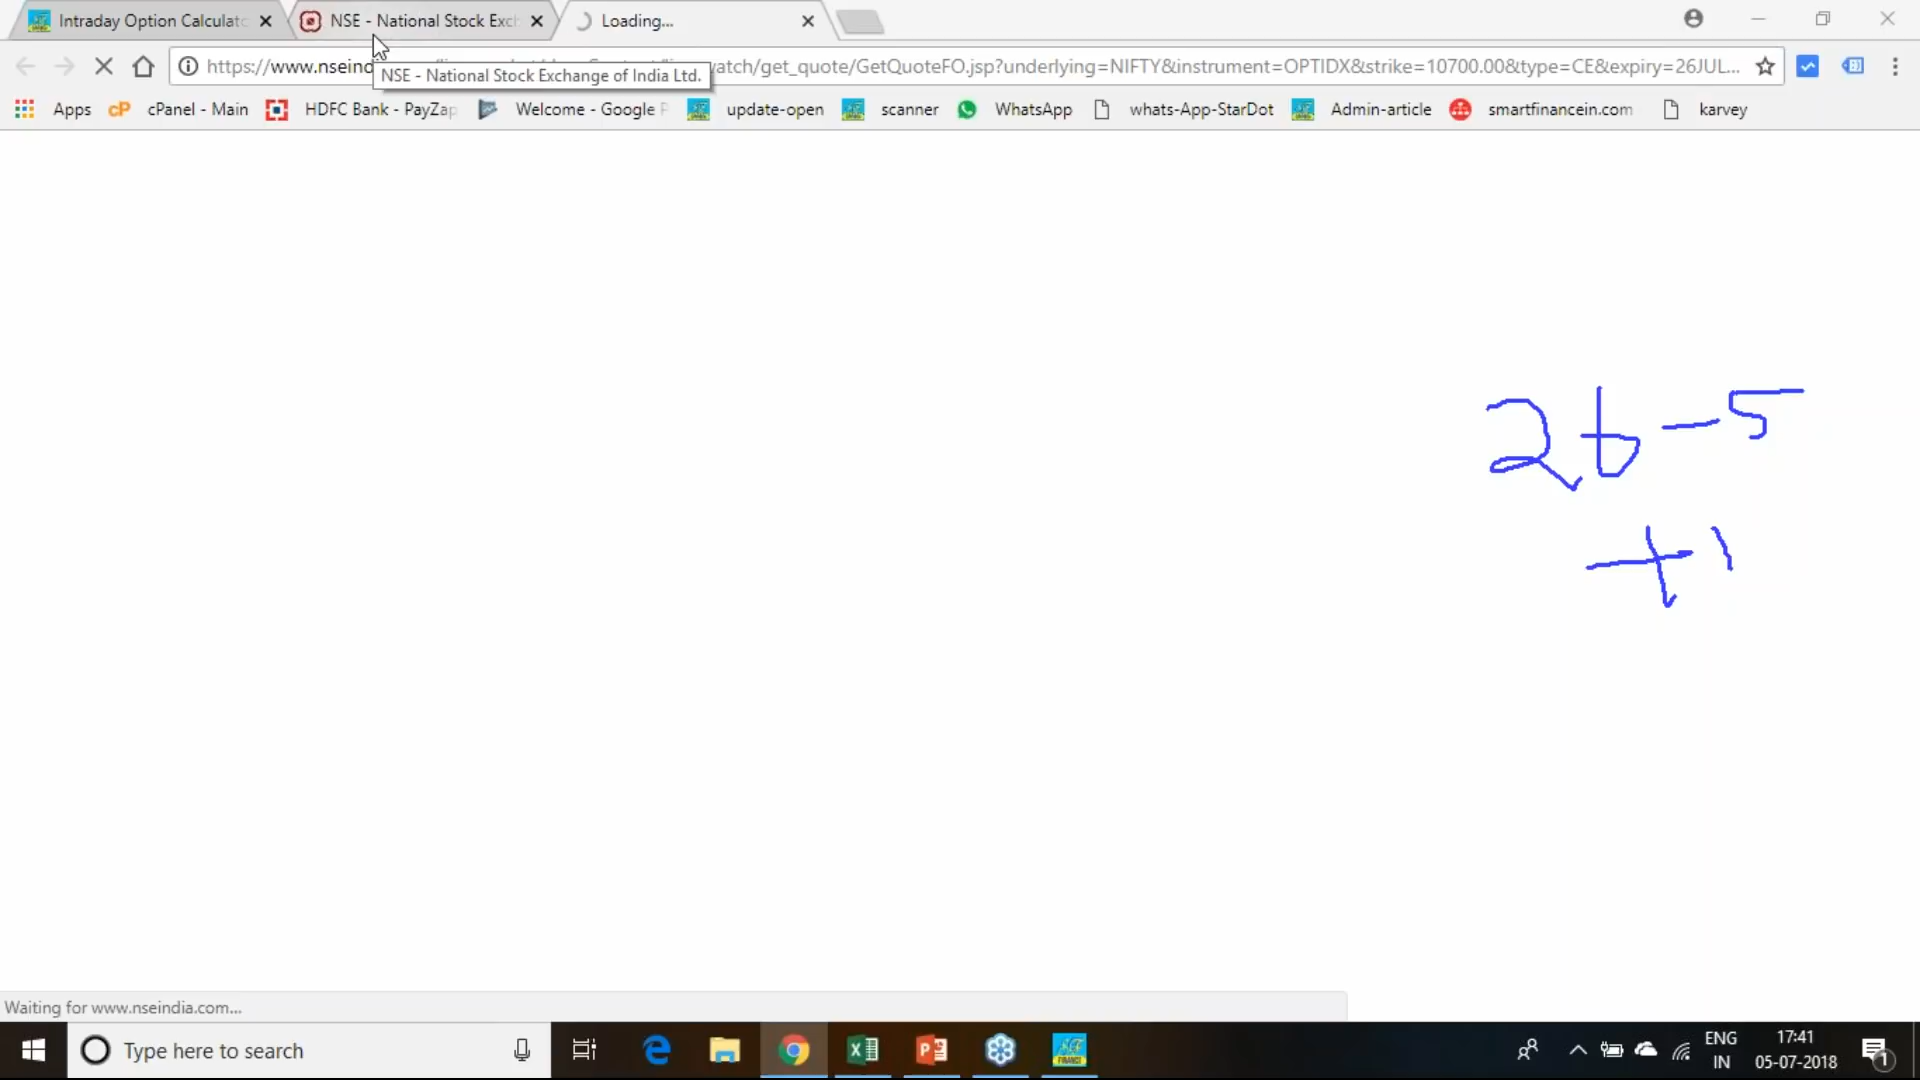 Intraday Option Calculato
NSE - National Stock Exch
Loading...
https://www.nseind
NSE - National Stock Exchange of India Ltd.
atch/get_quote/GetQuoteFO.jsp?underlying=NIFTY&instrument=OPTIDX&strike=10700.00&type=CE&expiry=26JUL...
Apps cPanel - Main HDFC Bank - PayZap Welcome - Google P update-open scanner WhatsApp whats-App-StarDot Admin-article smartfinancein.com karvey
26-5
+1
Waiting for www.nseindia.com...
Type here to search
ENG
IN
17:41
05-07-2018
1